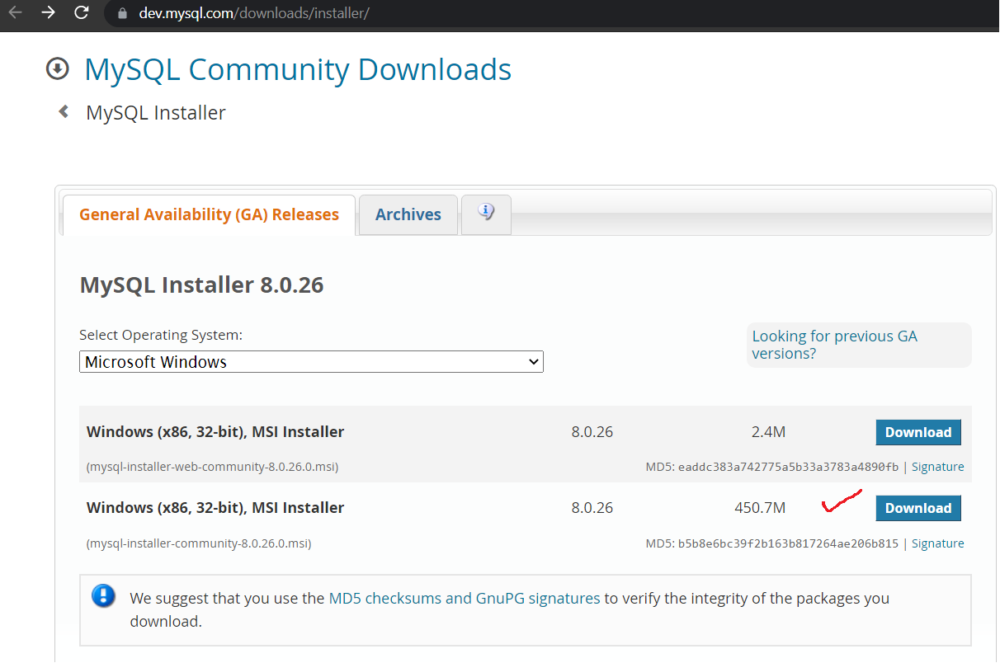 dev.mysql.com/downloads/installer/
MySQL Community Downloads
MySQL Installer
General Availability (GA) Releases
Archives
MySQL Installer 8.0.26
Select Operating System:
Microsoft Windows
Looking for previous GA
versions?
Windows (x86, 32-bit), MSI Installer 8.0.26 2.4M Download
(mysql-installer-web-community-8.0.26.0.msi) MD5: eaddc383a742775a5b33a3783a4890fb | Signature
Windows (x86, 32-bit), MSI Installer 8.0.26 450.7M Download
(mysql-installer-community-8.0.26.0.msi) MD5: b5b8e6bc39f2b163b817264ae206b815 | Signature
We suggest that you use the MD5 checksums and GnuPG signatures to verify the integrity of the packages you
download.